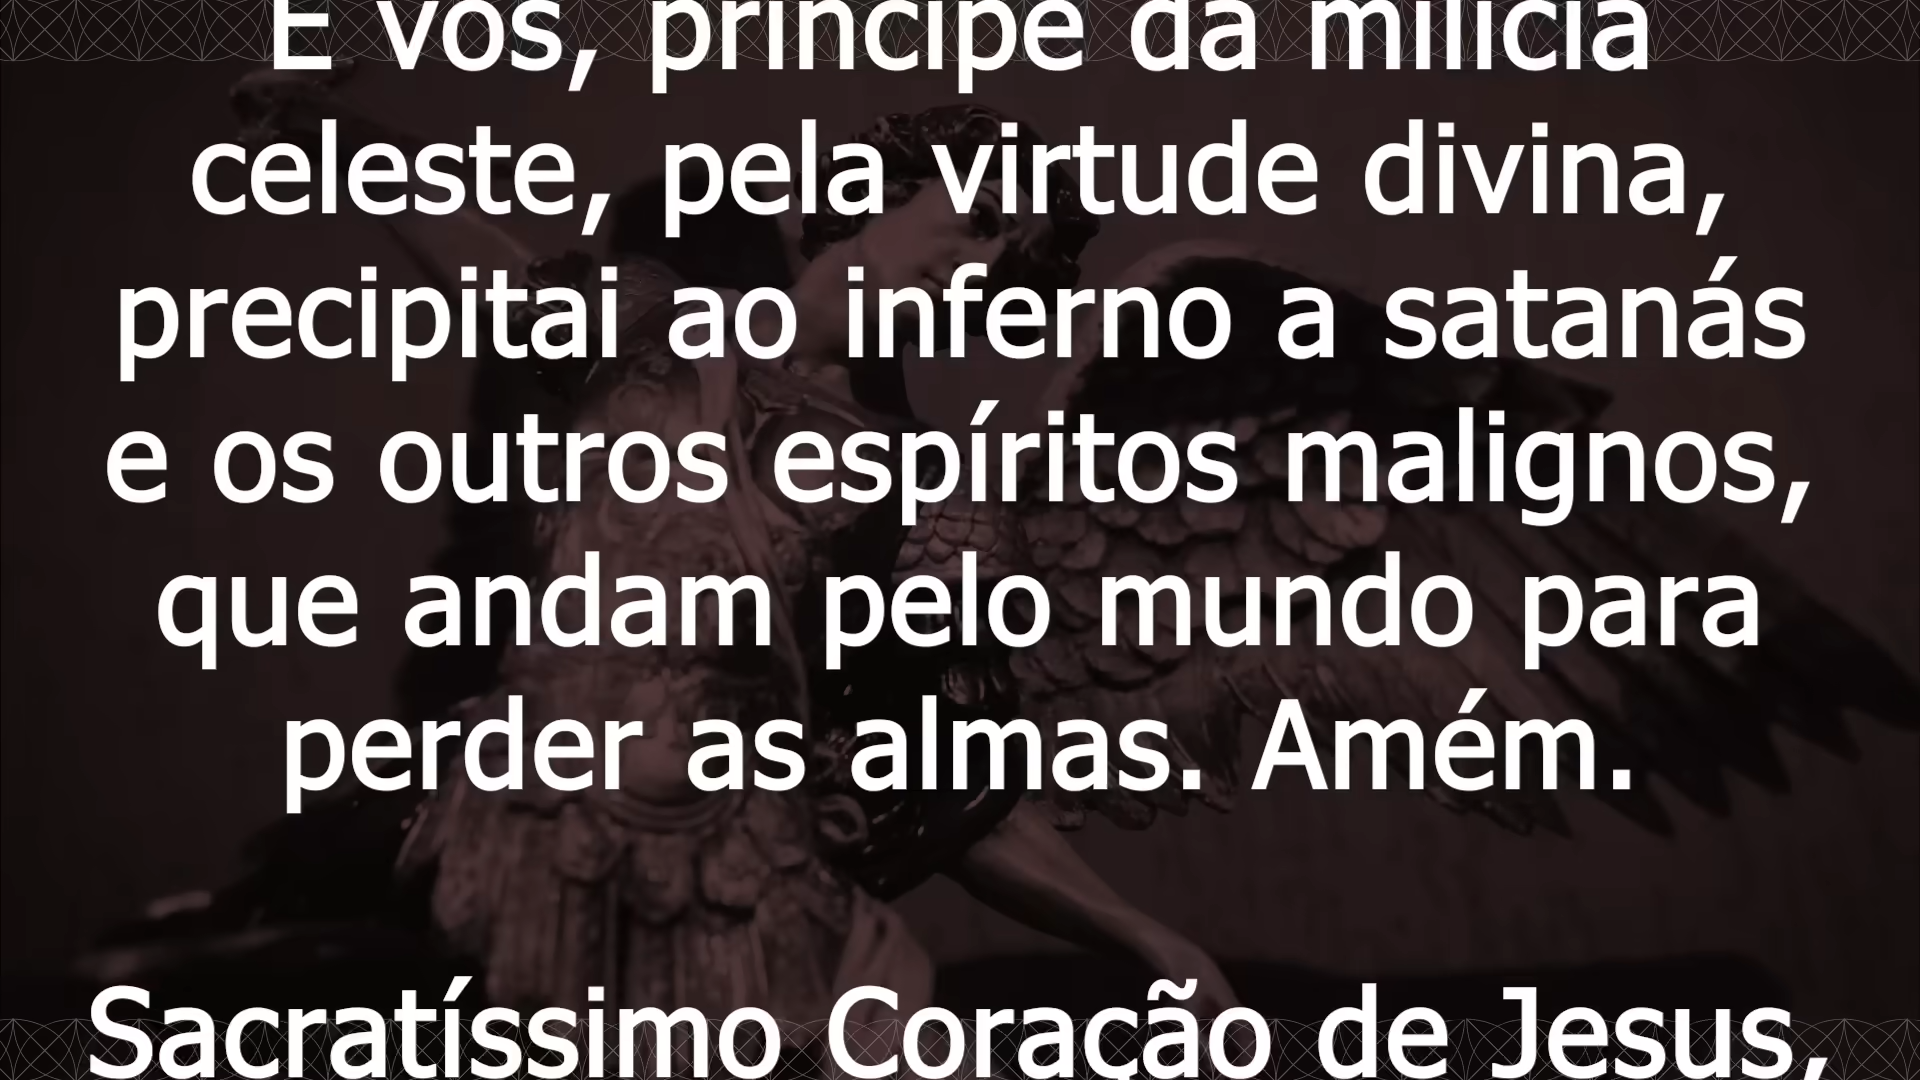 E vós, príncipe da milícia
celeste, pela virtude divina,
precipitai ao inferno a satanás
e os outros espíritos malignos,
que andam pelo mundo para
perder as almas. Amém.
Sacratíssimo Coração de Jesus,